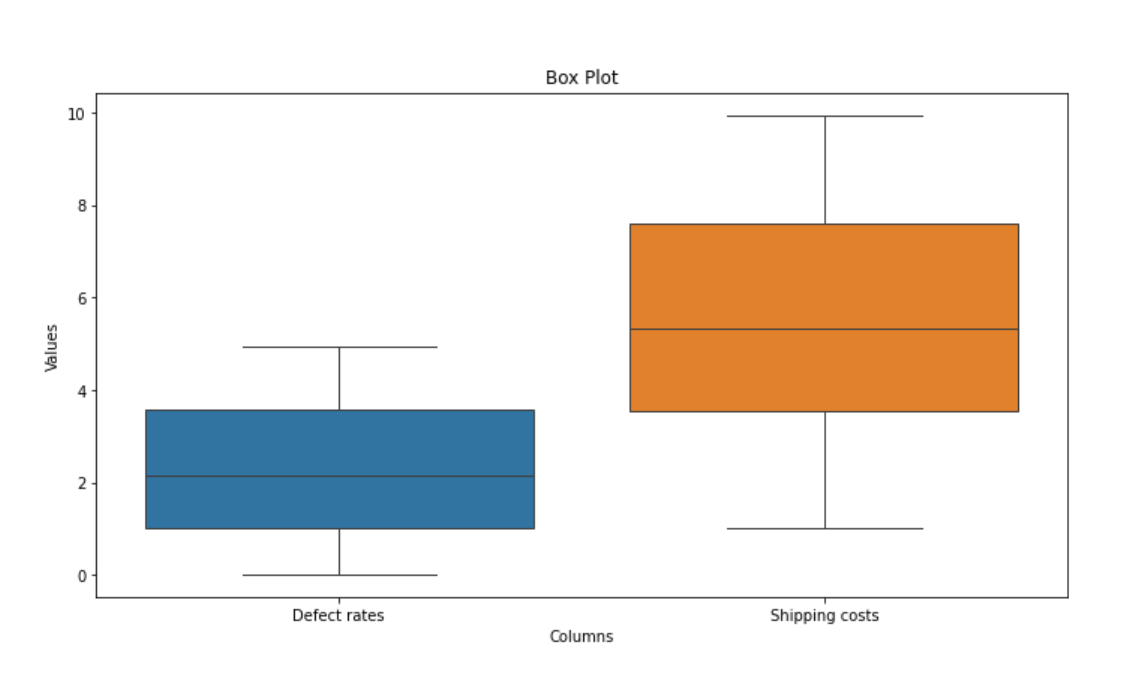 Box Plot
10
8
6
4
2
0
Values
Defect rates
Shipping costs
Columns